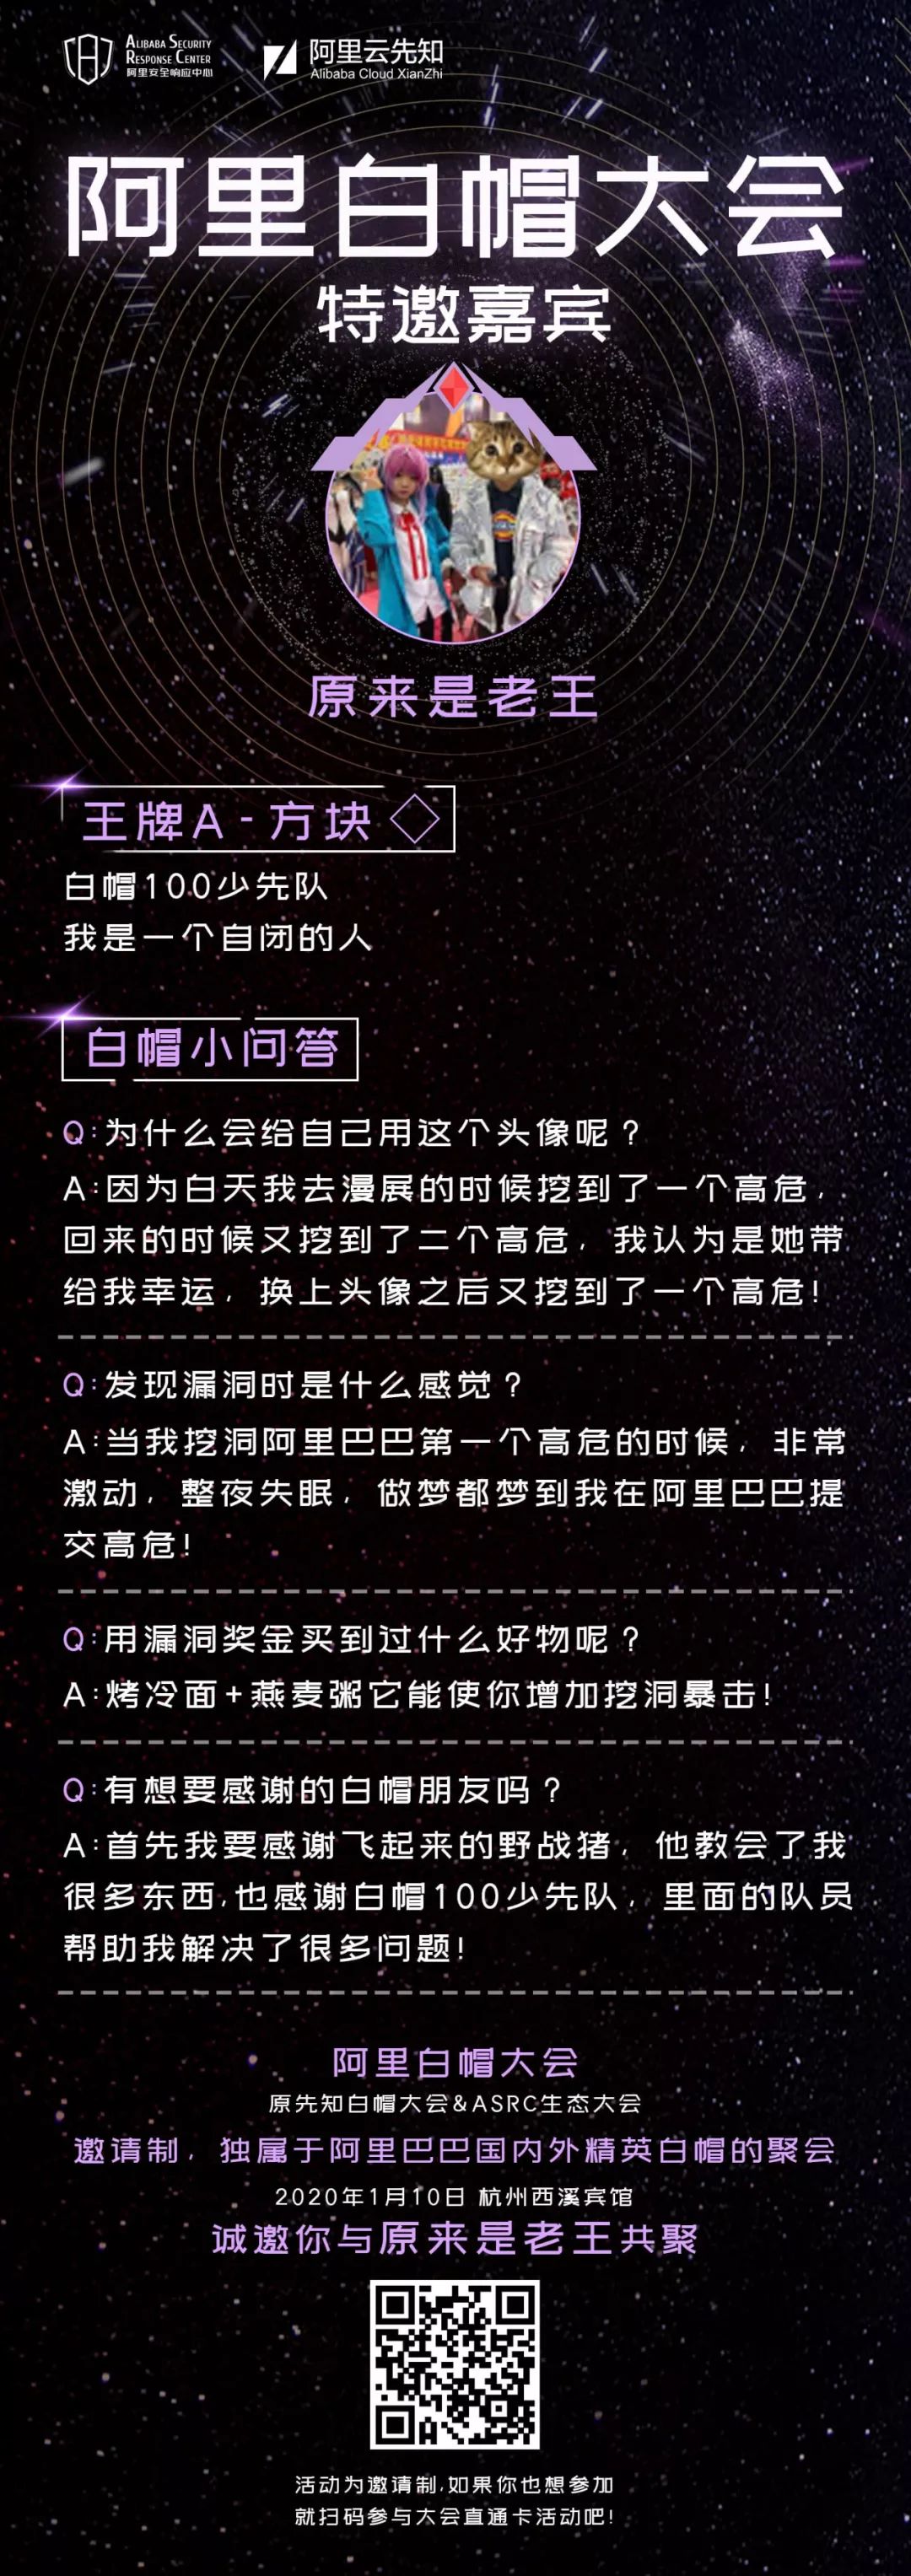 ALIBABA SECURITY
RESPONSE CENTER
阿里安全响应中心
阿里云先知
Alibaba Cloud XianZhi
阿里白帽大会
特邀嘉宾
原来是老王
王牌A-方块
白帽100少先队
我是一个自闭的人
白帽小问答
Q:为什么会给自己用这个头像呢？
A:因为白天我去漫展的时候挖到了一个高危，
回来的时候又挖到了二个高危，我认为是她带
给我幸运，换上头像之后又挖到了一个高危！
Q:发现漏洞时是什么感觉？
A:当我挖洞阿里巴巴第一个高危的时候，非常
激动，整夜失眠，做梦都梦到我在阿里巴巴提
交高危！
Q:用漏洞奖金买到过什么好物呢？
A:烤冷面+燕麦粥它能使你增加挖洞暴击！
Q:有想要感谢的白帽朋友吗？
A:首先我要感谢飞起来的野战猪，他教会了我
很多东西,也感谢白帽100少先队，里面的队员
帮助我解决了很多问题！
阿里白帽大会
原先知白帽大会&ASRC生态大会
邀请制，独属于阿里巴巴国内外精英白帽的聚会
2020年1月10日 杭州西溪宾馆
诚邀你与原来是老王共聚
活动为邀请制,如果你也想参加
就扫码参与大会直通卡活动吧！